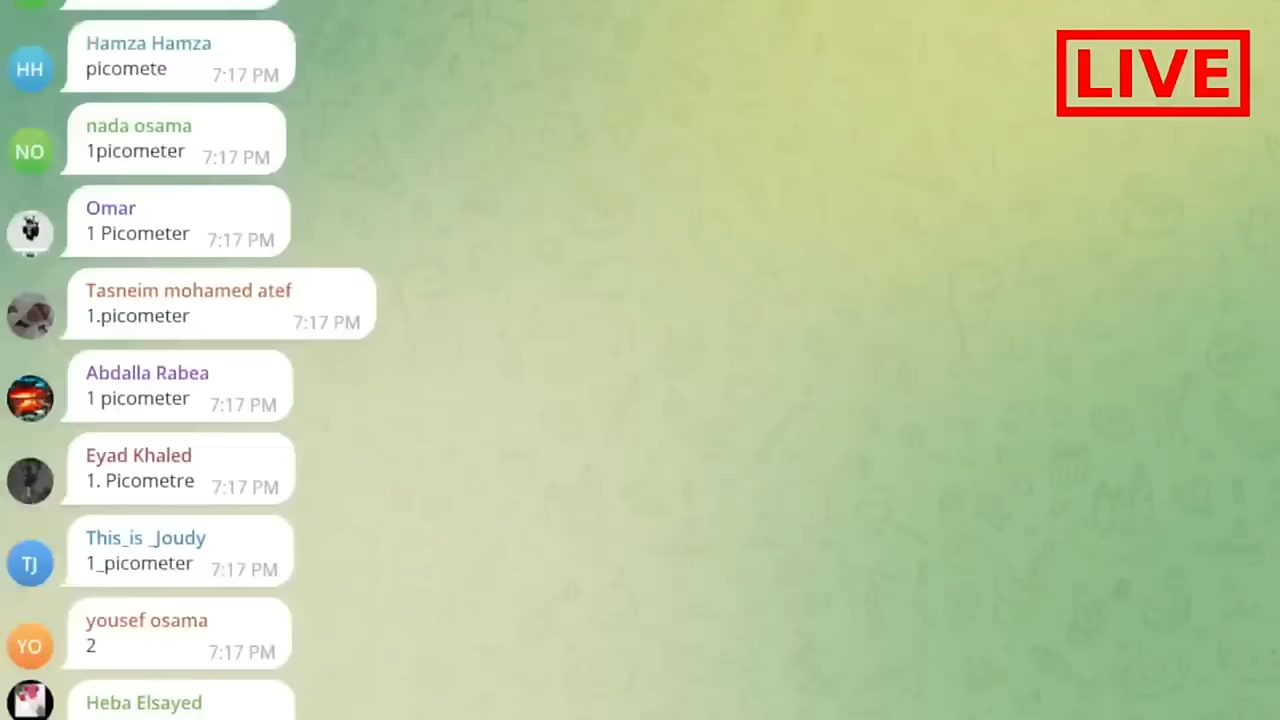 LIVE
HH
Hamza Hamza
picomete
7:17 PM
NO
nada osama
1picometer
7:17 PM
Omar
1 Picometer
7:17 PM
Tasneim mohamed atef
1.picometer
7:17 PM
Abdalla Rabea
1 picometer
7:17 PM
Eyad Khaled
1. Picometre
7:17 PM
TJ
This_is _Joudy
1_picometer
7:17 PM
YO
yousef osama
2
7:17 PM
Heba Elsayed